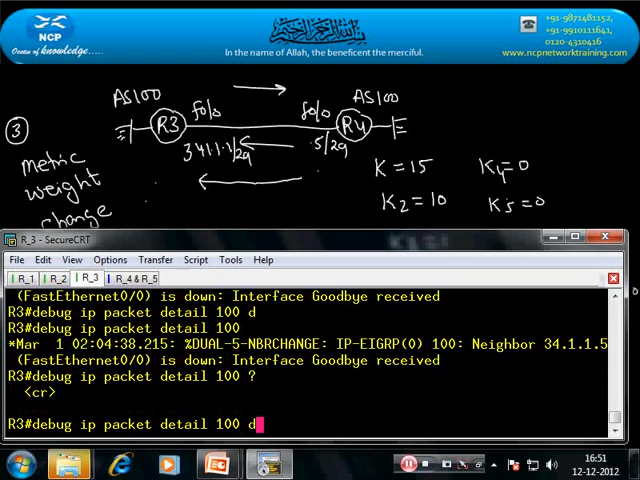 NCP
Ocean of knowledge...
بسم الله الرحمن الرحيم
In the name of Allah, the beneficent the merciful.
+91-9871481152,
+91-9910111641,
0120-4310416
www.ncpnetworktraining.com
AS100
AS100
R3
fo/o
fo/o
R4
3
34.1.1.1/29
.5/29
metric
weight
change
K = 15
K4=0
K2 = 10
K5=0
R_3 - SecureCRT
File Edit View Options Transfer Script Tools Help
R_1
R_2
R_3
R_4 & R_5
(FastEthernet0/0) is down: Interface Goodbye received
R3#debug ip packet detail 100 d
R3#debug ip packet detail 100
*Mar 1 02:04:38.215: %DUAL-5-NBRCHANGE: IP-EIGRP(0) 100: Neighbor 34.1.1.5
(FastEthernet0/0) is down: Interface Goodbye received
R3#debug ip packet detail 100 ?
<cr>
R3#debug ip packet detail 100 d
16:51
12-12-2012